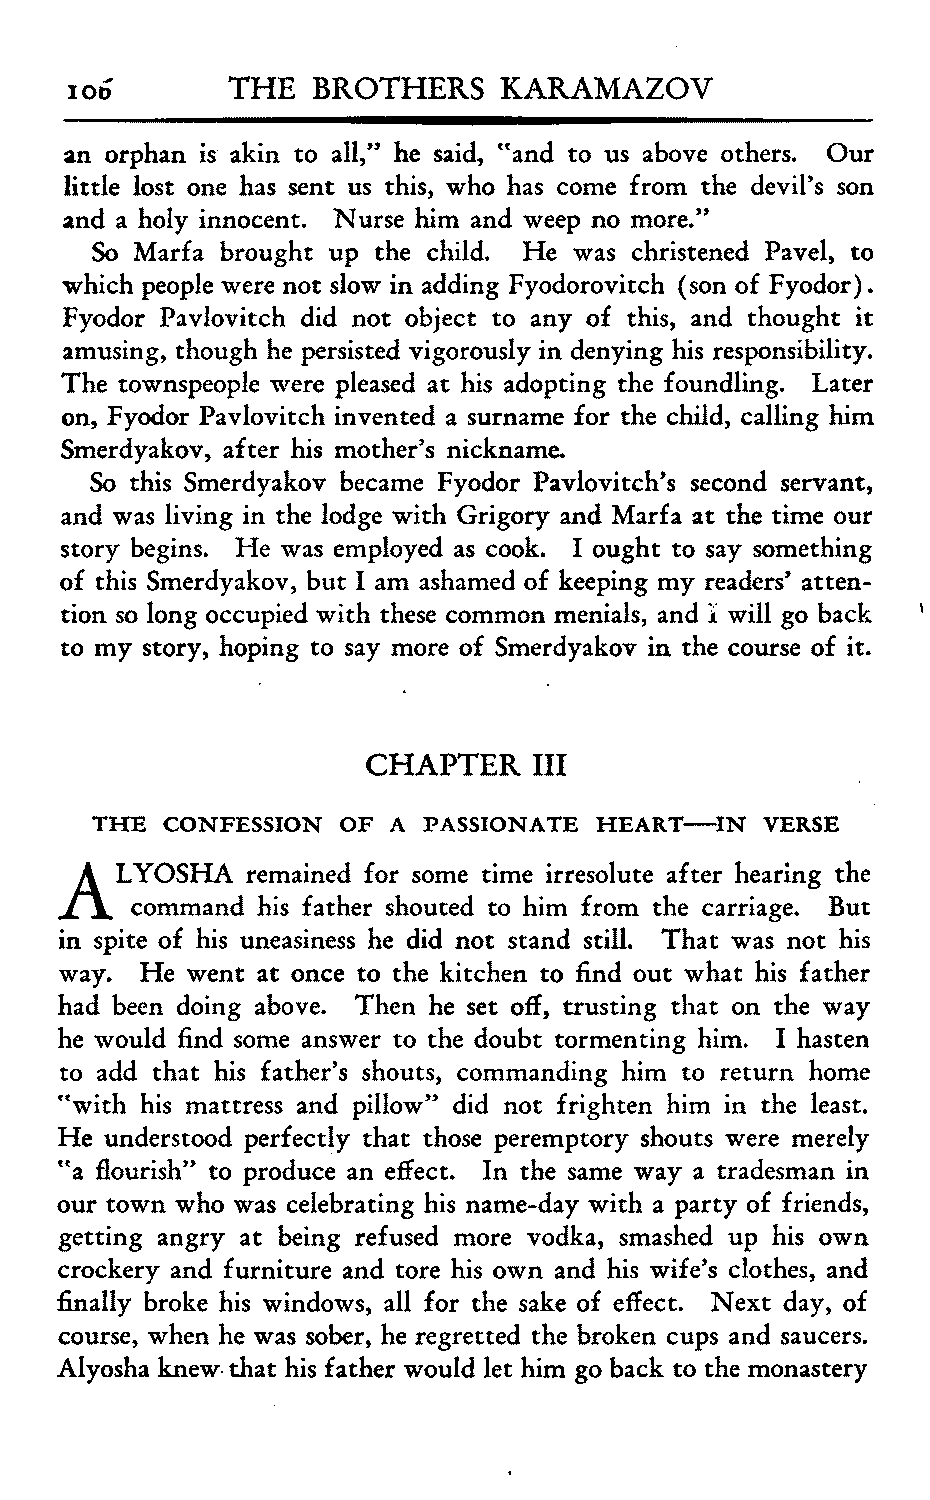 106 THE BROTHERS KARAMAZOV
an orphan is akin to all," he said, "and to us above others. Our
little lost one has sent us this, who has come from the devil's son
and a holy innocent. Nurse him and weep no more."
So Marfa brought up the child. He was christened Pavel, to
which people were not slow in adding Fyodorovitch (son of Fyodor).
Fyodor Pavlovitch did not object to any of this, and thought it
amusing, though he persisted vigorously in denying his responsibility.
The townspeople were pleased at his adopting the foundling. Later
on, Fyodor Pavlovitch invented a surname for the child, calling him
Smerdyakov, after his mother's nickname.
So this Smerdyakov became Fyodor Pavlovitch's second servant,
and was living in the lodge with Grigory and Marfa at the time our
story begins. He was employed as cook. I ought to say something
of this Smerdyakov, but I am ashamed of keeping my readers' atten-
tion so long occupied with these common menials, and I will go back
to my story, hoping to say more of Smerdyakov in the course of it.
CHAPTER III
THE CONFESSION OF A PASSIONATE HEART—IN VERSE
ALYOSHA remained for some time irresolute after hearing the
command his father shouted to him from the carriage. But
in spite of his uneasiness he did not stand still. That was not his
way. He went at once to the kitchen to find out what his father
had been doing above. Then he set off, trusting that on the way
he would find some answer to the doubt tormenting him. I hasten
to add that his father's shouts, commanding him to return home
"with his mattress and pillow" did not frighten him in the least.
He understood perfectly that those peremptory shouts were merely
"a flourish" to produce an effect. In the same way a tradesman in
our town who was celebrating his name-day with a party of friends,
getting angry at being refused more vodka, smashed up his own
crockery and furniture and tore his own and his wife's clothes, and
finally broke his windows, all for the sake of effect. Next day, of
course, when he was sober, he regretted the broken cups and saucers.
Alyosha knew that his father would let him go back to the monastery